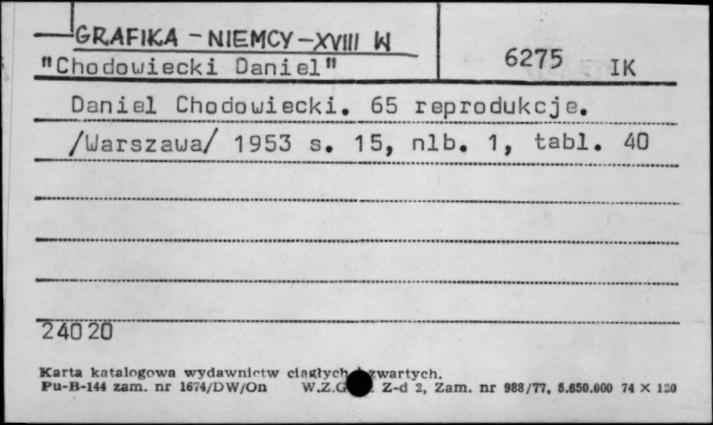 GRAFIKA - NIEMCY - XVIII W
"Chodowiecki Daniel"
6275 IK
Daniel Chodowiecki. 65 reprodukcje.
/Warszawa/ 1953 s. 15, nlb. 1, tabl. 40
24020
Karta katalogowa wydawnictw ciągłych zwartych.
Pu-B-144 zam. nr 1674/DW/On W.Z.G. Z-d 2, Zam. nr 988/77, 5.650.000 74 X 120